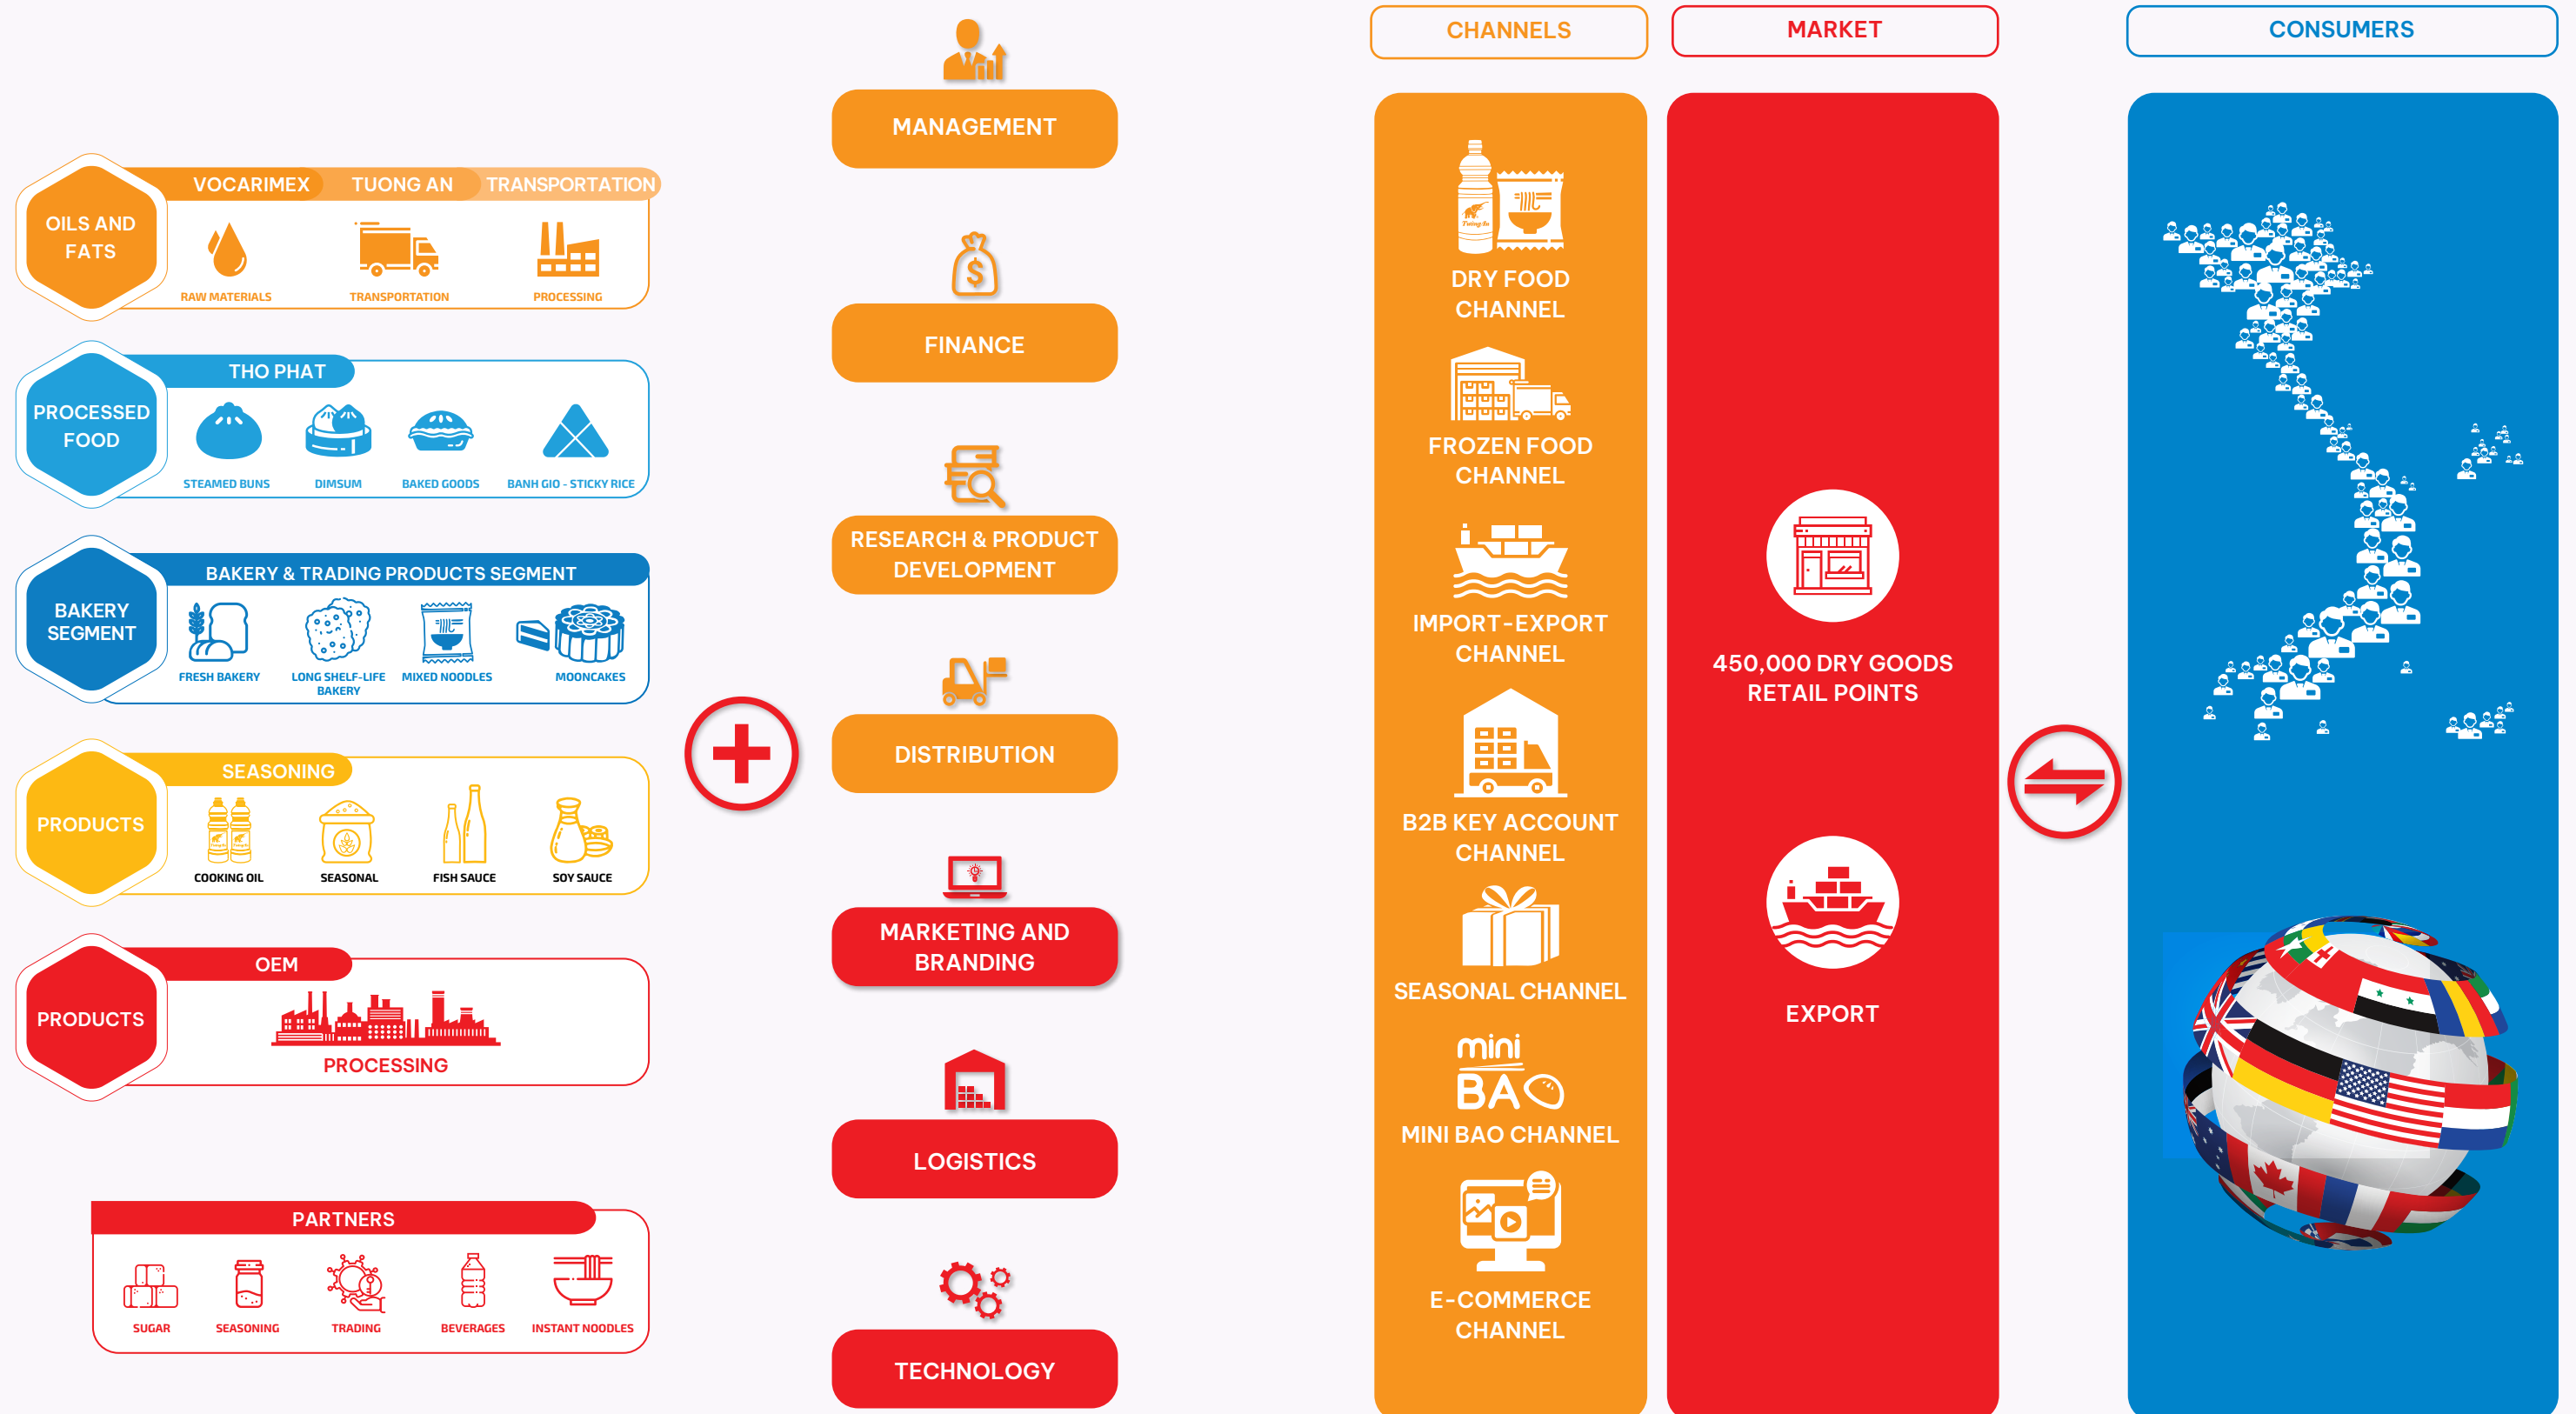 OILS AND
FATS
VOCARIMEX
TUONG AN
TRANSPORTATION
RAW MATERIALS
TRANSPORTATION
PROCESSING
PROCESSED
FOOD
THO PHAT
STEAMED BUNS
DIMSUM
BAKED GOODS
BANH GIO - STICKY RICE
BAKERY
SEGMENT
BAKERY & TRADING PRODUCTS SEGMENT
FRESH BAKERY
LONG SHELF-LIFE
BAKERY
MIXED NOODLES
MOONCAKES
PRODUCTS
SEASONING
COOKING OIL
SEASONAL
FISH SAUCE
SOY SAUCE
PRODUCTS
OEM
PROCESSING
PARTNERS
SUGAR
SEASONING
TRADING
BEVERAGES
INSTANT NOODLES
MANAGEMENT
FINANCE
RESEARCH & PRODUCT
DEVELOPMENT
DISTRIBUTION
MARKETING AND
BRANDING
LOGISTICS
TECHNOLOGY
CHANNELS
Tường An
DRY FOOD
CHANNEL
FROZEN FOOD
CHANNEL
IMPORT-EXPORT
CHANNEL
B2B KEY ACCOUNT
CHANNEL
SEASONAL CHANNEL
mini
BAO
MINI BAO CHANNEL
E-COMMERCE
CHANNEL
MARKET
450,000 DRY GOODS
RETAIL POINTS
EXPORT
CONSUMERS